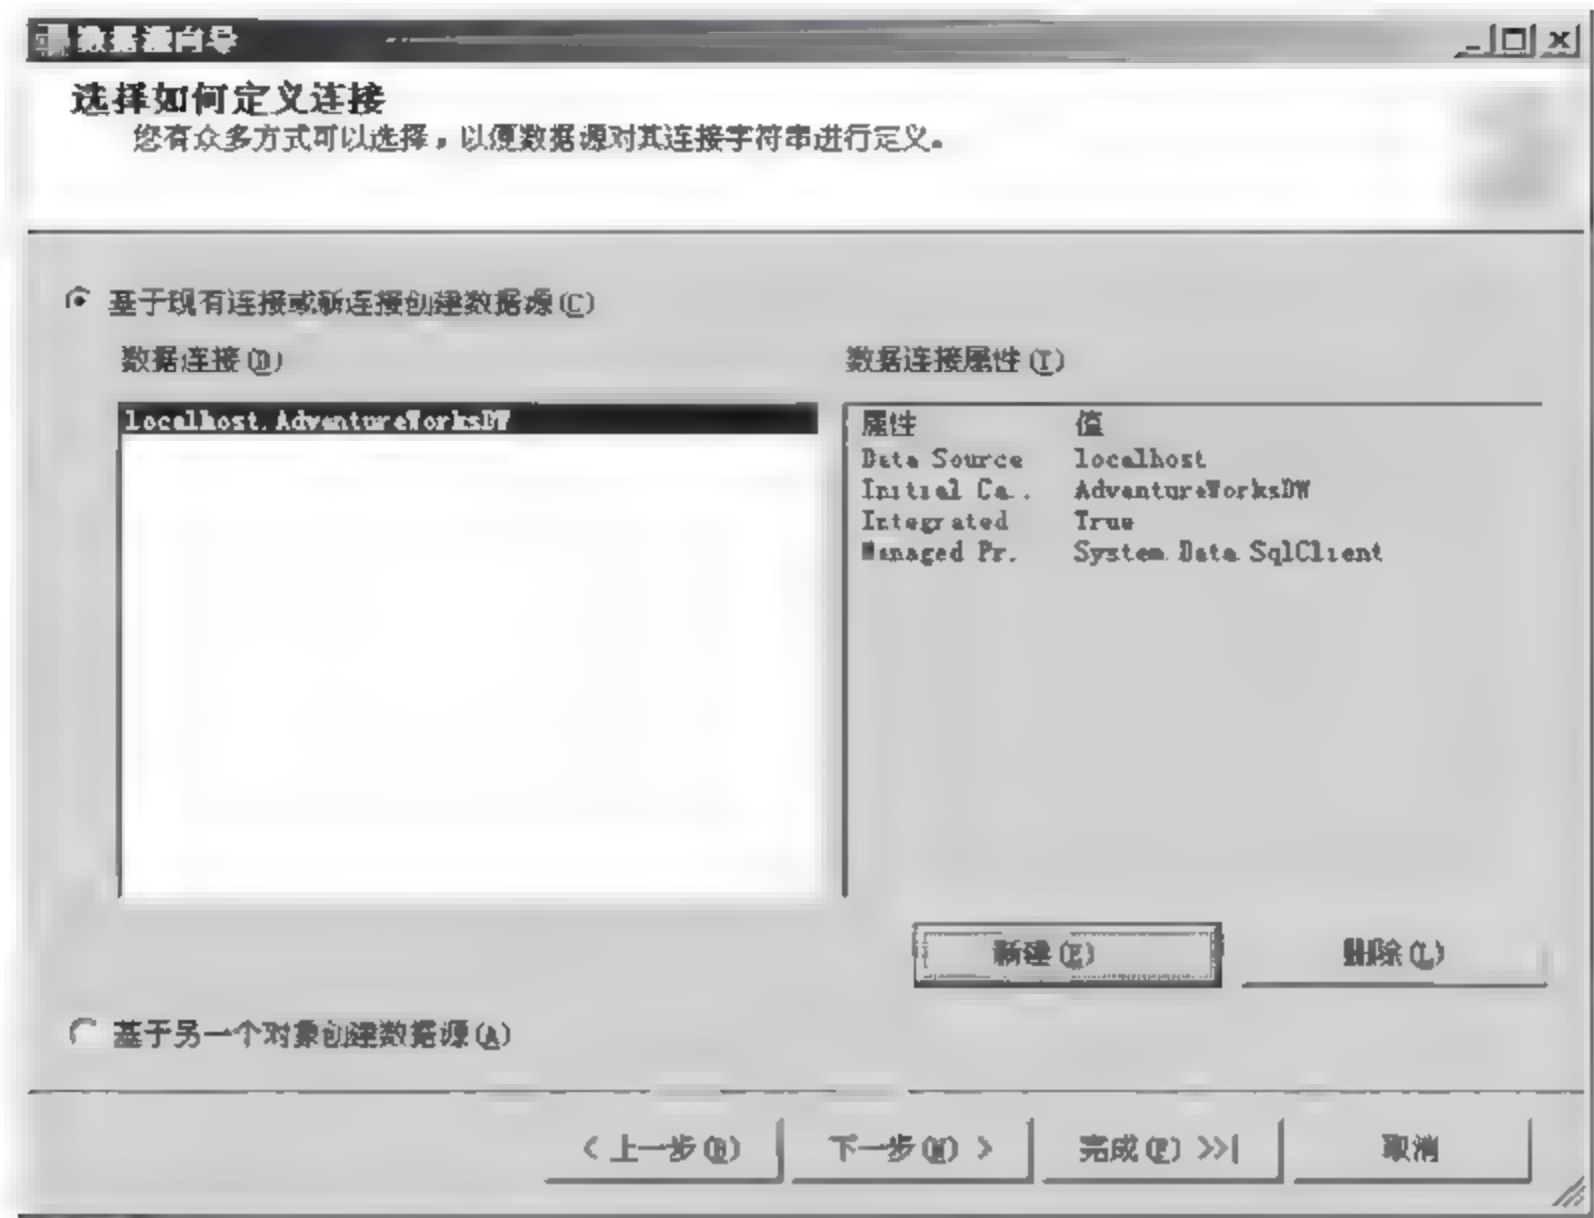 数据源向导
选择如何定义连接
您有众多方式可以选择，以便数据源对其连接字符串进行定义。
基于现有连接或新连接创建数据源(C)
数据连接(D)
数据连接属性(T)
localhost.AdventureWorksDW
属性 值
Data Source localhost
Initial Ca.. AdventureWorksDW
Integrated True
Managed Pr. System Data SqlClient
新建(E) 删除(L)
基于另一个对象创建数据源(A)
< 上一步(B) 下一步(N) > 完成(F) >>| 取消